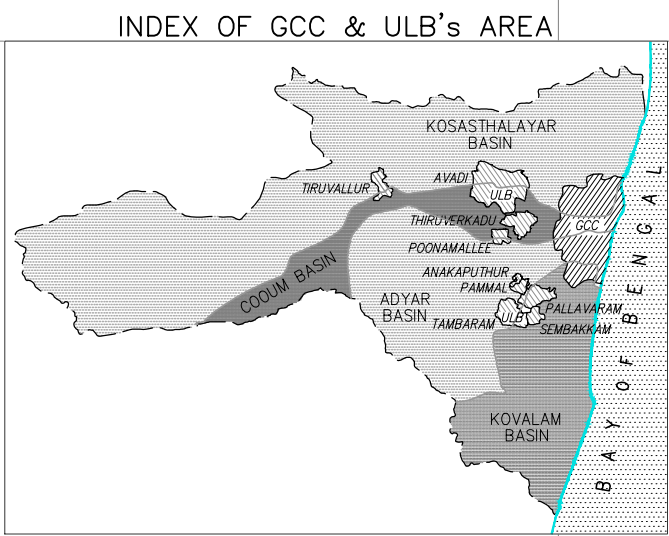 INDEX OF GCC & ULB's AREA
KOSASTHALAYAR
BASIN
AVADI
TIRUVALLUR
ULB
THIRUVERKADU
GCC
POONAMALLEE
COOUM BASIN
ANAKAPUTHUR
PAMMAL
ADYAR
BASIN
PALLAVARAM
TAMBARAM
ULB
SEMBAKKAM
KOVALAM
BASIN
BAY OF BENGAL